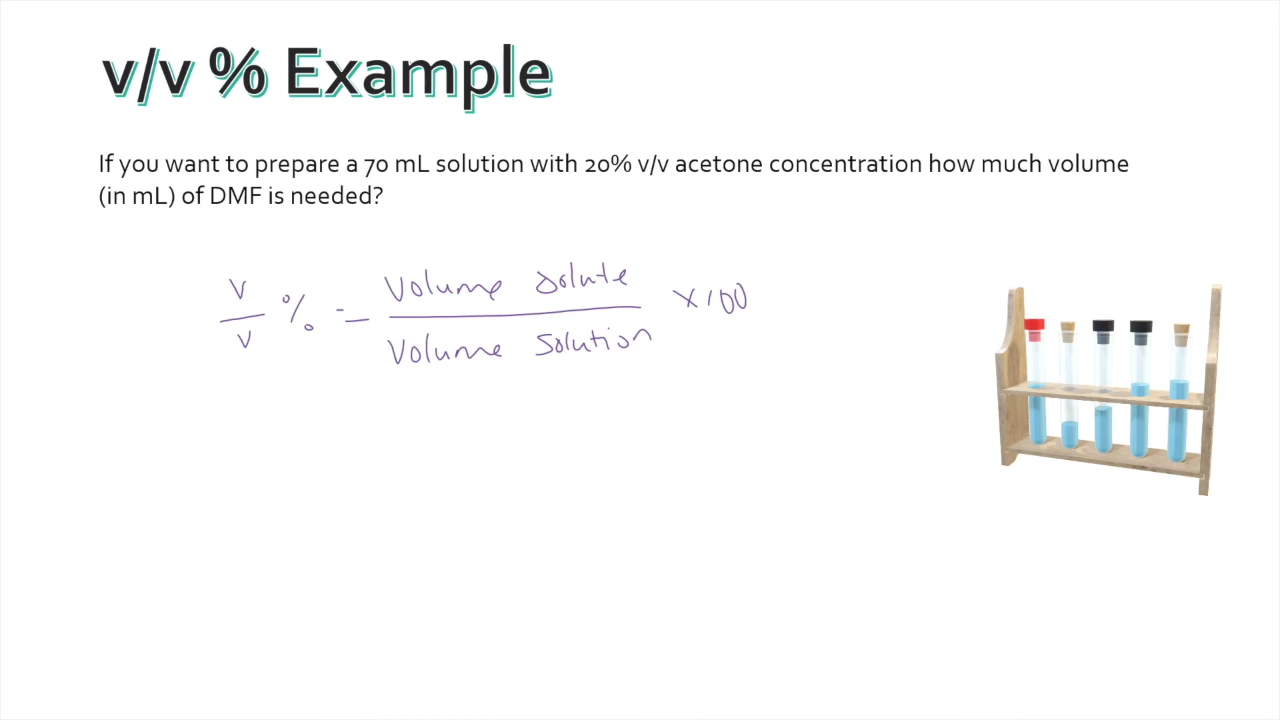 v/v % Example
If you want to prepare a 70 mL solution with 20% v/v acetone concentration how much volume
(in mL) of DMF is needed?
v/v % = Volume solute / Volume Solution x100